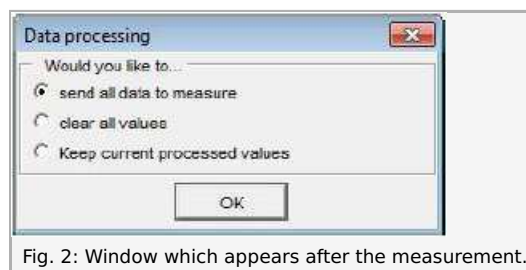 Data processing
Would you like to...
send all data to measure
clear all values
Keep current processed values
OK
Fig. 2: Window which appears after the measurement.